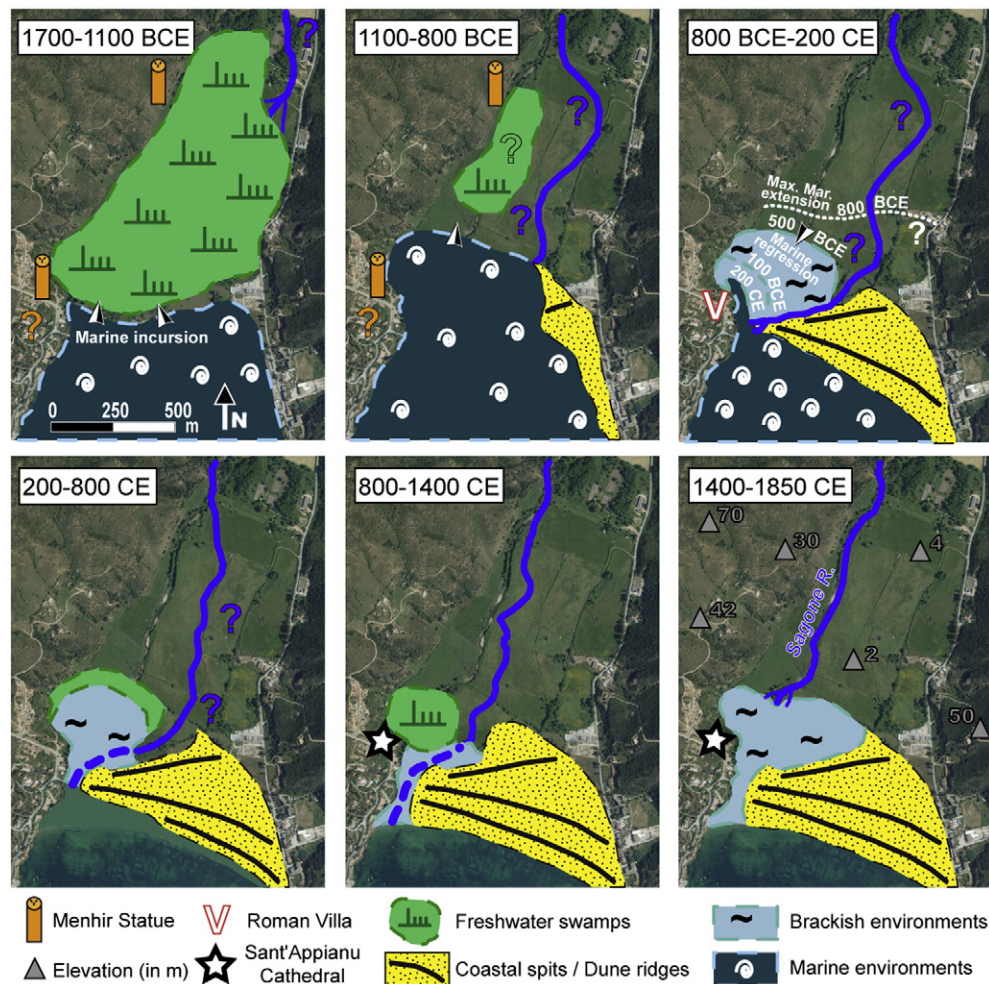 1700-1100 BCE
?
?
Marine incursion
0 250 500
m
N
1100-800 BCE
?
?
?
?
800 BCE-200 CE
?
Max. Mar.
extension 800 BCE
500 BCE
?
?
Marine
regression
100 BCE
200 CE
V
200-800 CE
?
?
800-1400 CE
1400-1850 CE
70
30
4
42
Sagone R.
2
50
Menhir Statue
V Roman Villa
Freshwater swamps
Brackish environments
Elevation (in m)
Sant'Appianu
Cathedral
Coastal spits / Dune ridges
Marine environments